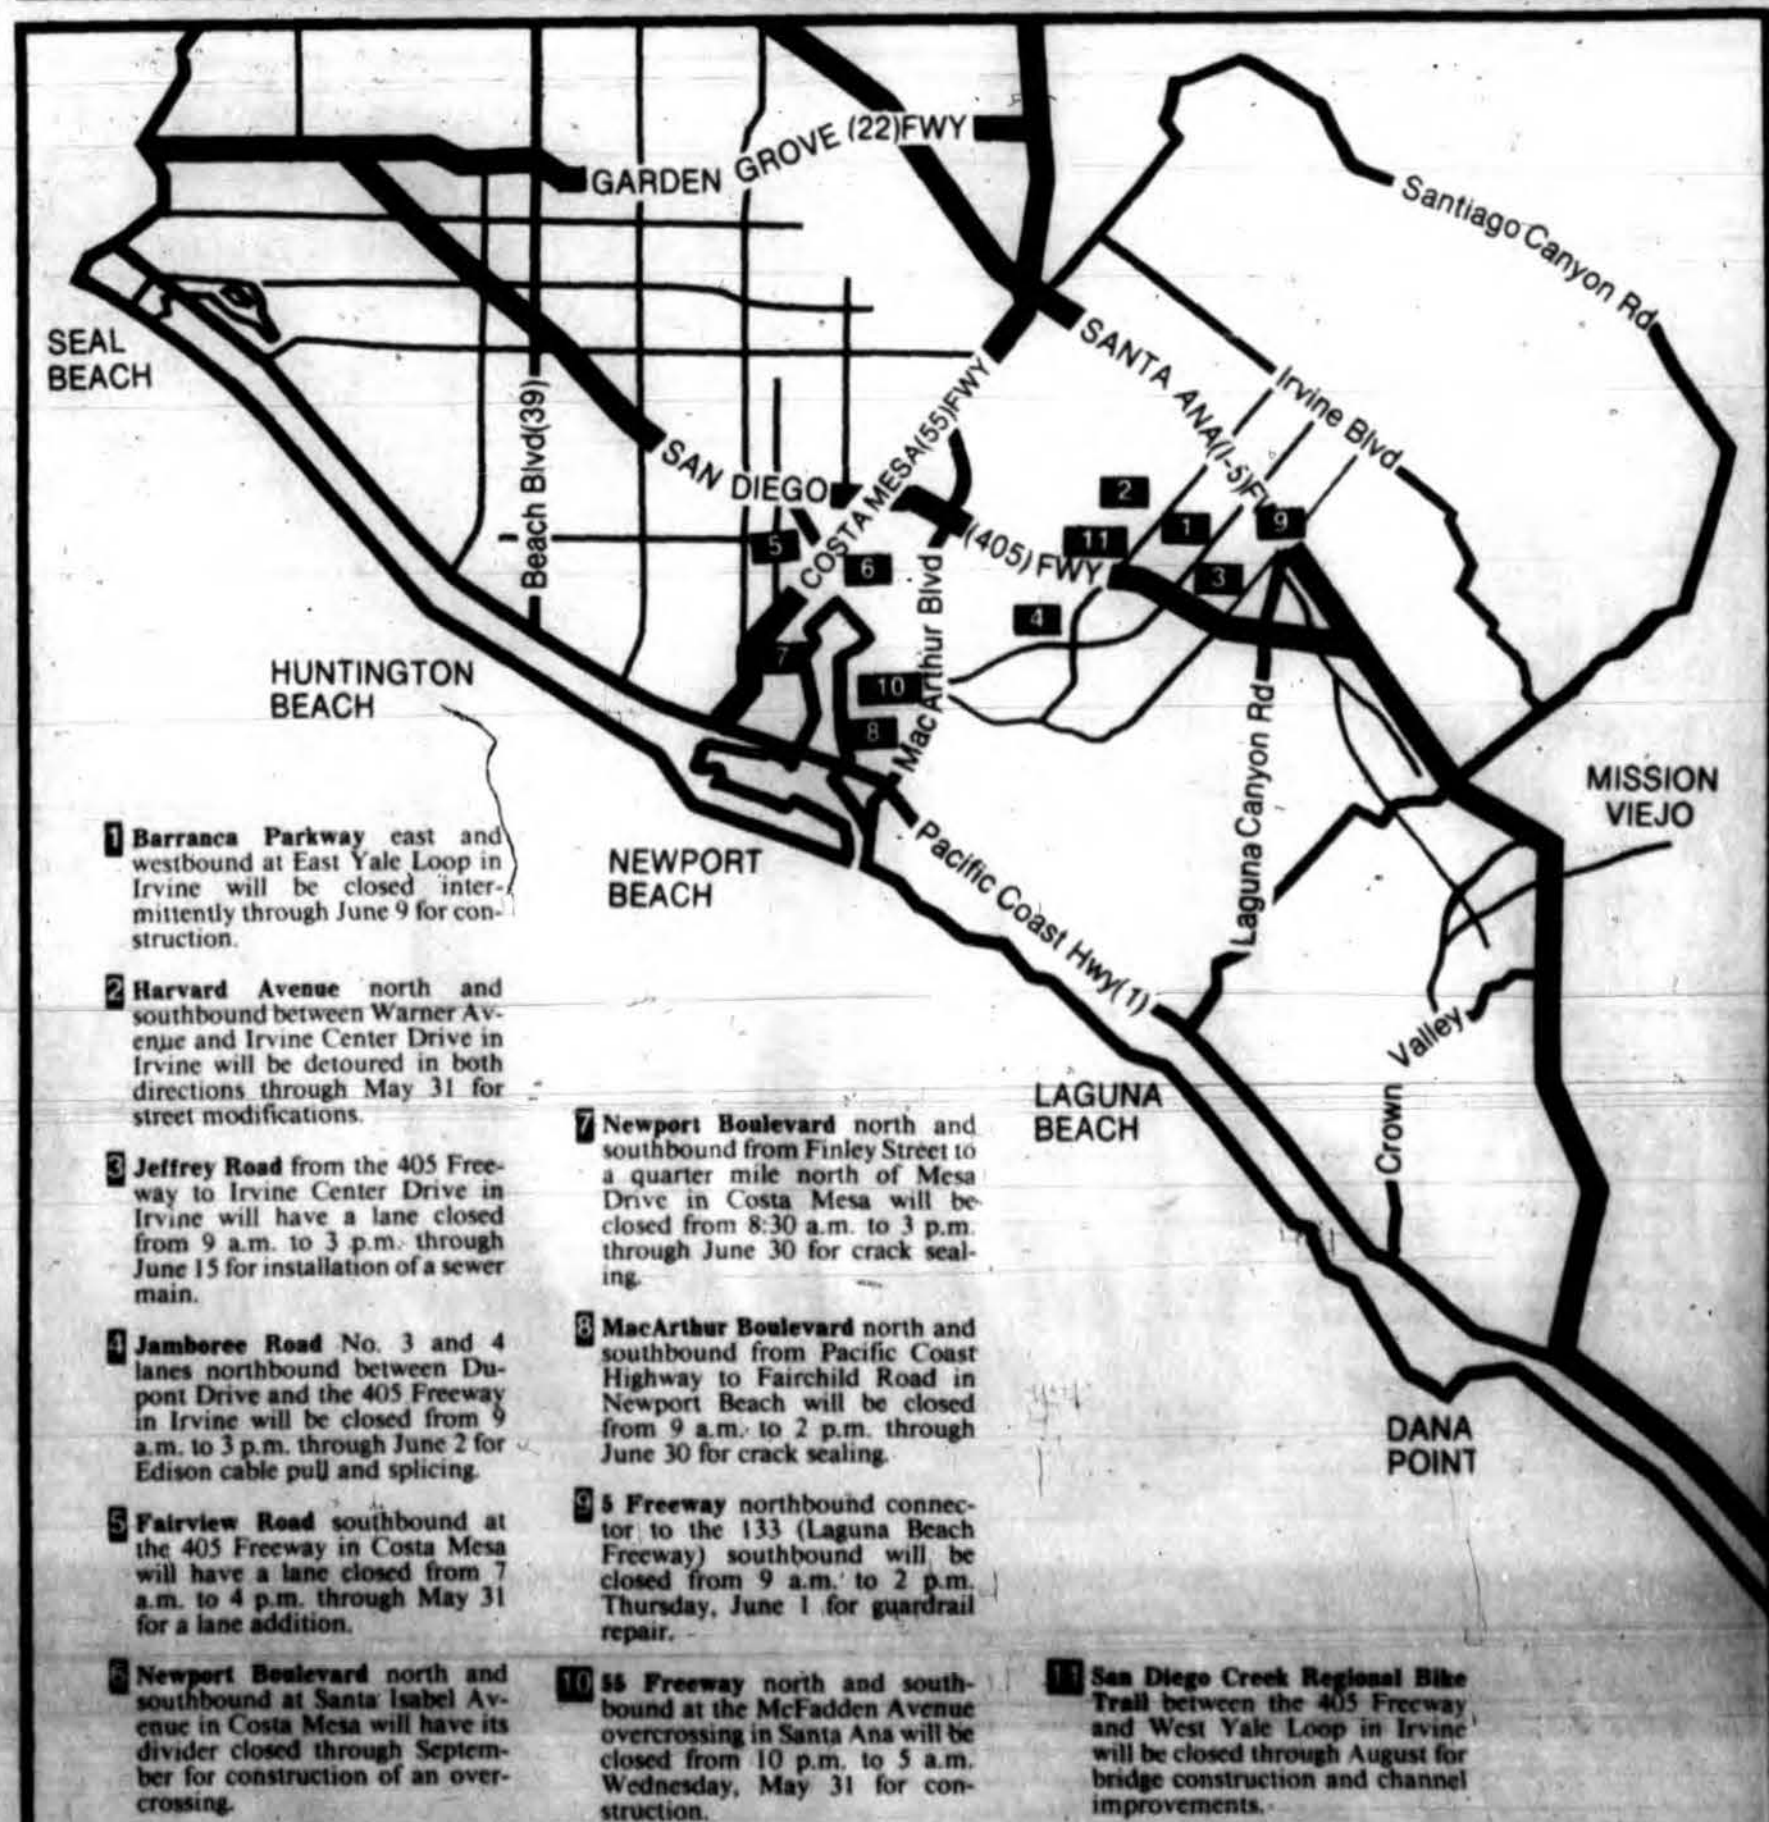 GARDEN GROVE (22)FWY
Santiago Canyon Rd
SEAL
BEACH
SANTA ANA(I-5)FWY
Irvine Blvd
Beach Blvd(39)
COSTA MESA(55)FWY
SAN DIEGO (405) FWY
2
11
1
9
5
6
3
4
7
10
8
MacArthur Blvd
HUNTINGTON
BEACH
Laguna Canyon Rd
MISSION
VIEJO
NEWPORT
BEACH
Pacific Coast Hwy(1)
Crown Valley
LAGUNA
BEACH
DANA
POINT
1 Barranca Parkway east and
westbound at East Yale Loop in
Irvine will be closed inter-
mittently through June 9 for con-
struction.
2 Harvard Avenue north and
southbound between Warner Av-
enue and Irvine Center Drive in
Irvine will be detoured in both
directions through May 31 for
street modifications.
3 Jeffrey Road from the 405 Free-
way to Irvine Center Drive in
Irvine will have a lane closed
from 9 a.m. to 3 p.m. through
June 15 for installation of a sewer
main.
4 Jamboree Road No. 3 and 4
lanes northbound between Du-
pont Drive and the 405 Freeway
in Irvine will be closed from 9
a.m. to 3 p.m. through June 2 for
Edison cable pull and splicing.
5 Fairview Road southbound at
the 405 Freeway in Costa Mesa
will have a lane closed from 7
a.m. to 4 p.m. through May 31
for a lane addition.
6 Newport Boulevard north and
southbound at Santa Isabel Av-
enue in Costa Mesa will have its
divider closed through Septem-
ber for construction of an over-
crossing.
7 Newport Boulevard north and
southbound from Finley Street to
a quarter mile north of Mesa
Drive in Costa Mesa will be
closed from 8:30 a.m. to 3 p.m.
through June 30 for crack seal-
ing.
8 MacArthur Boulevard north and
southbound from Pacific Coast
Highway to Fairchild Road in
Newport Beach will be closed
from 9 a.m. to 2 p.m. through
June 30 for crack sealing.
9 5 Freeway northbound connec-
tor to the 133 (Laguna Beach
Freeway) southbound will be
closed from 9 a.m. to 2 p.m.
Thursday, June 1 for guardrail
repair.
10 55 Freeway north and south-
bound at the McFadden Avenue
overcrossing in Santa Ana will be
closed from 10 p.m. to 5 a.m.
Wednesday, May 31 for con-
struction.
11 San Diego Creek Regional Bike
Trail between the 405 Freeway
and West Yale Loop in Irvine
will be closed through August for
bridge construction and channel
improvements.